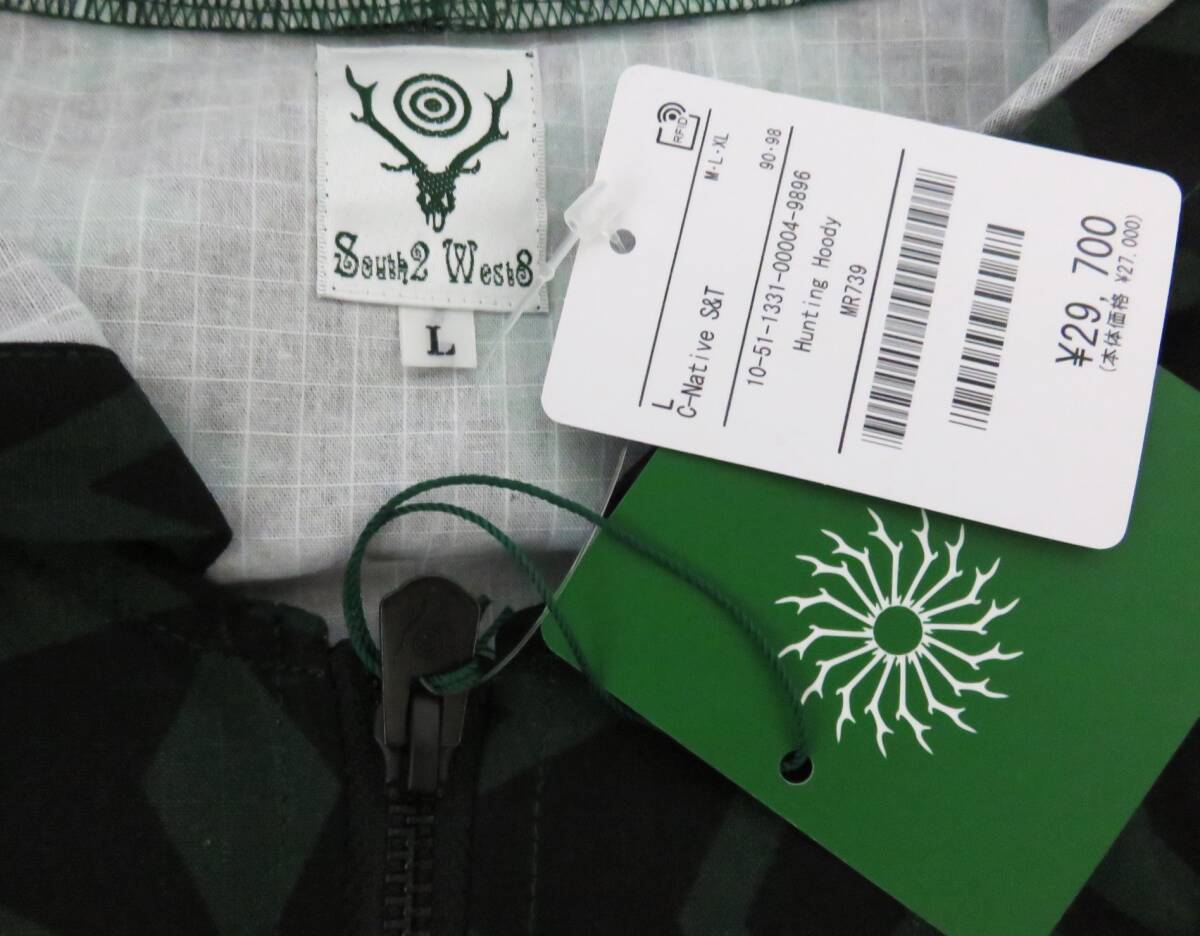 South2 West8
L
RFID
M・L・XL
L
C-Native S&T
90・98
10-51-1331-00004-9896
Hunting Hoody
MR739
¥29,700
(本体価格 ¥27,000)